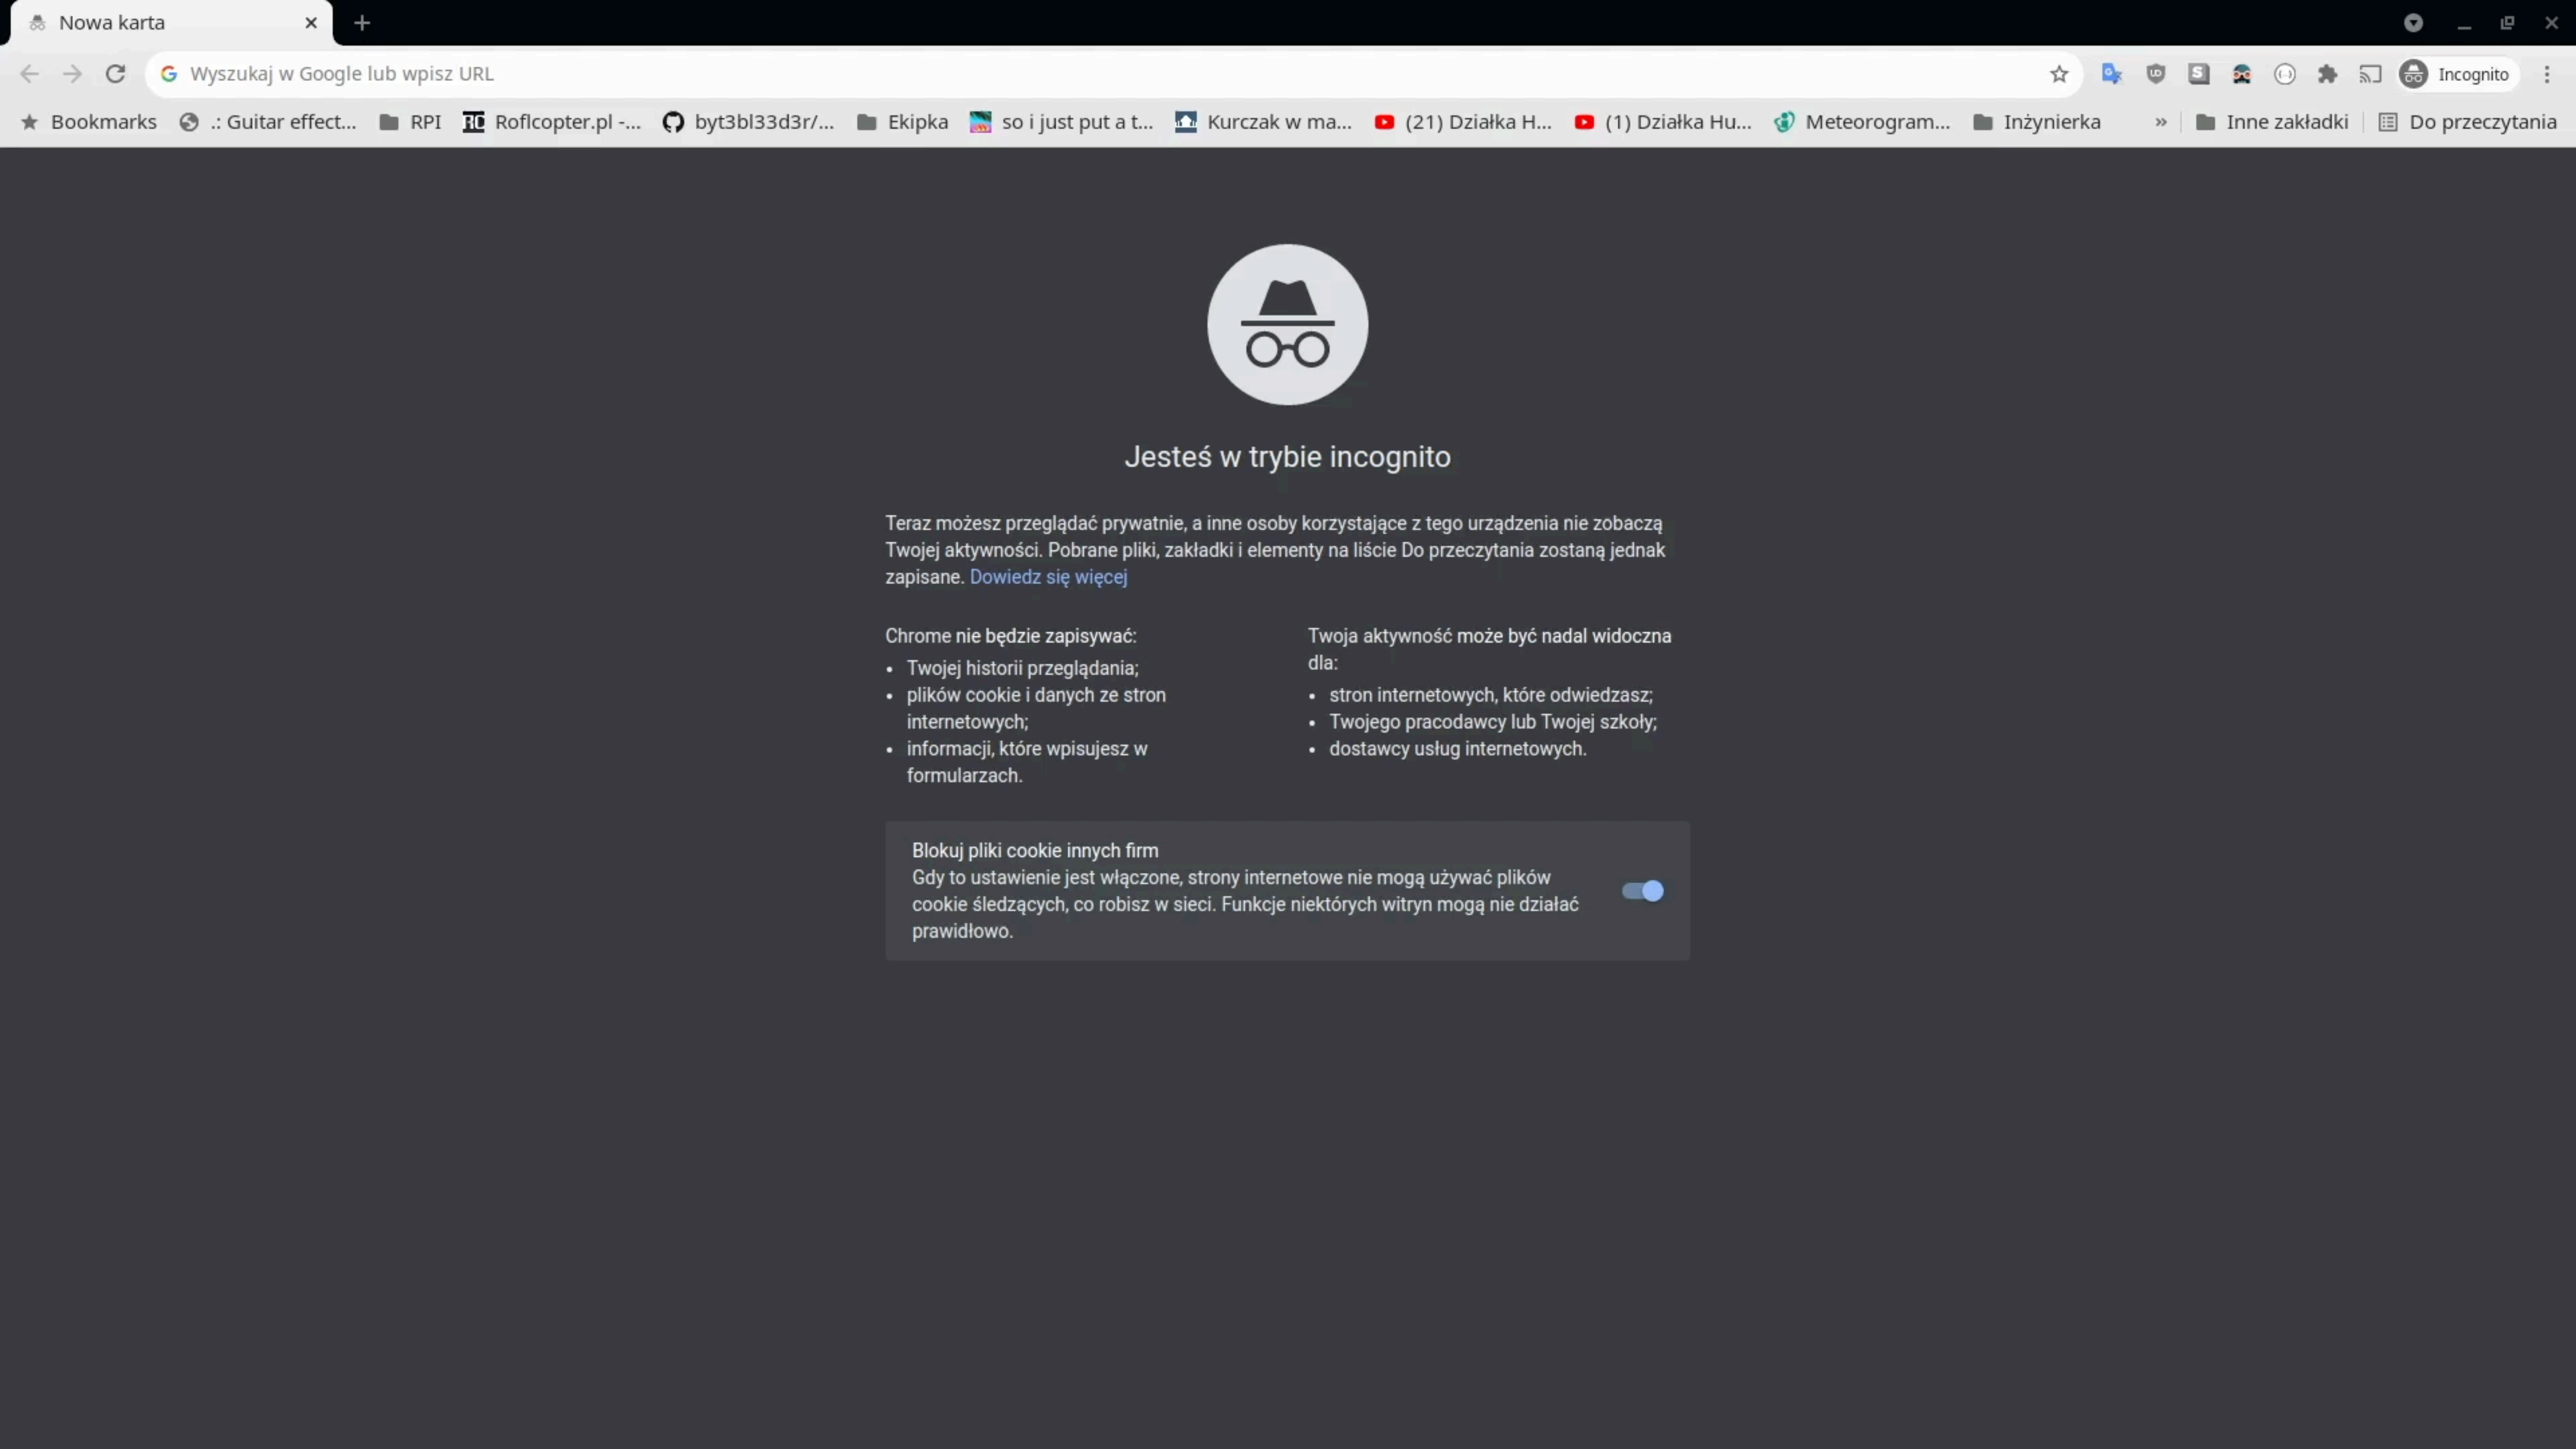 Nowa karta
Wyszukaj w Google lub wpisz URL
Incognito
Bookmarks
.: Guitar effect...
RPI
Roflcopter.pl -...
byt3bl33d3r/...
Ekipka
so i just put a t...
Kurczak w ma...
(21) Działka H...
(1) Działka Hu...
Meteorogram...
Inżynierka
»
Inne zakładki
Do przeczytania
Jesteś w trybie incognito
Teraz możesz przeglądać prywatnie, a inne osoby korzystające z tego urządzenia nie zobaczą
Twojej aktywności. Pobrane pliki, zakładki i elementy na liście Do przeczytania zostaną jednak
zapisane. Dowiedz się więcej
Chrome nie będzie zapisywać:
• Twojej historii przeglądania;
• plików cookie i danych ze stron
internetowych;
• informacji, które wpisujesz w
formularzach.
Twoja aktywność może być nadal widoczna
dla:
• stron internetowych, które odwiedzasz;
• Twojego pracodawcy lub Twojej szkoły;
• dostawcy usług internetowych.
Blokuj pliki cookie innych firm
Gdy to ustawienie jest włączone, strony internetowe nie mogą używać plików
cookie śledzących, co robisz w sieci. Funkcje niektórych witryn mogą nie działać
prawidłowo.